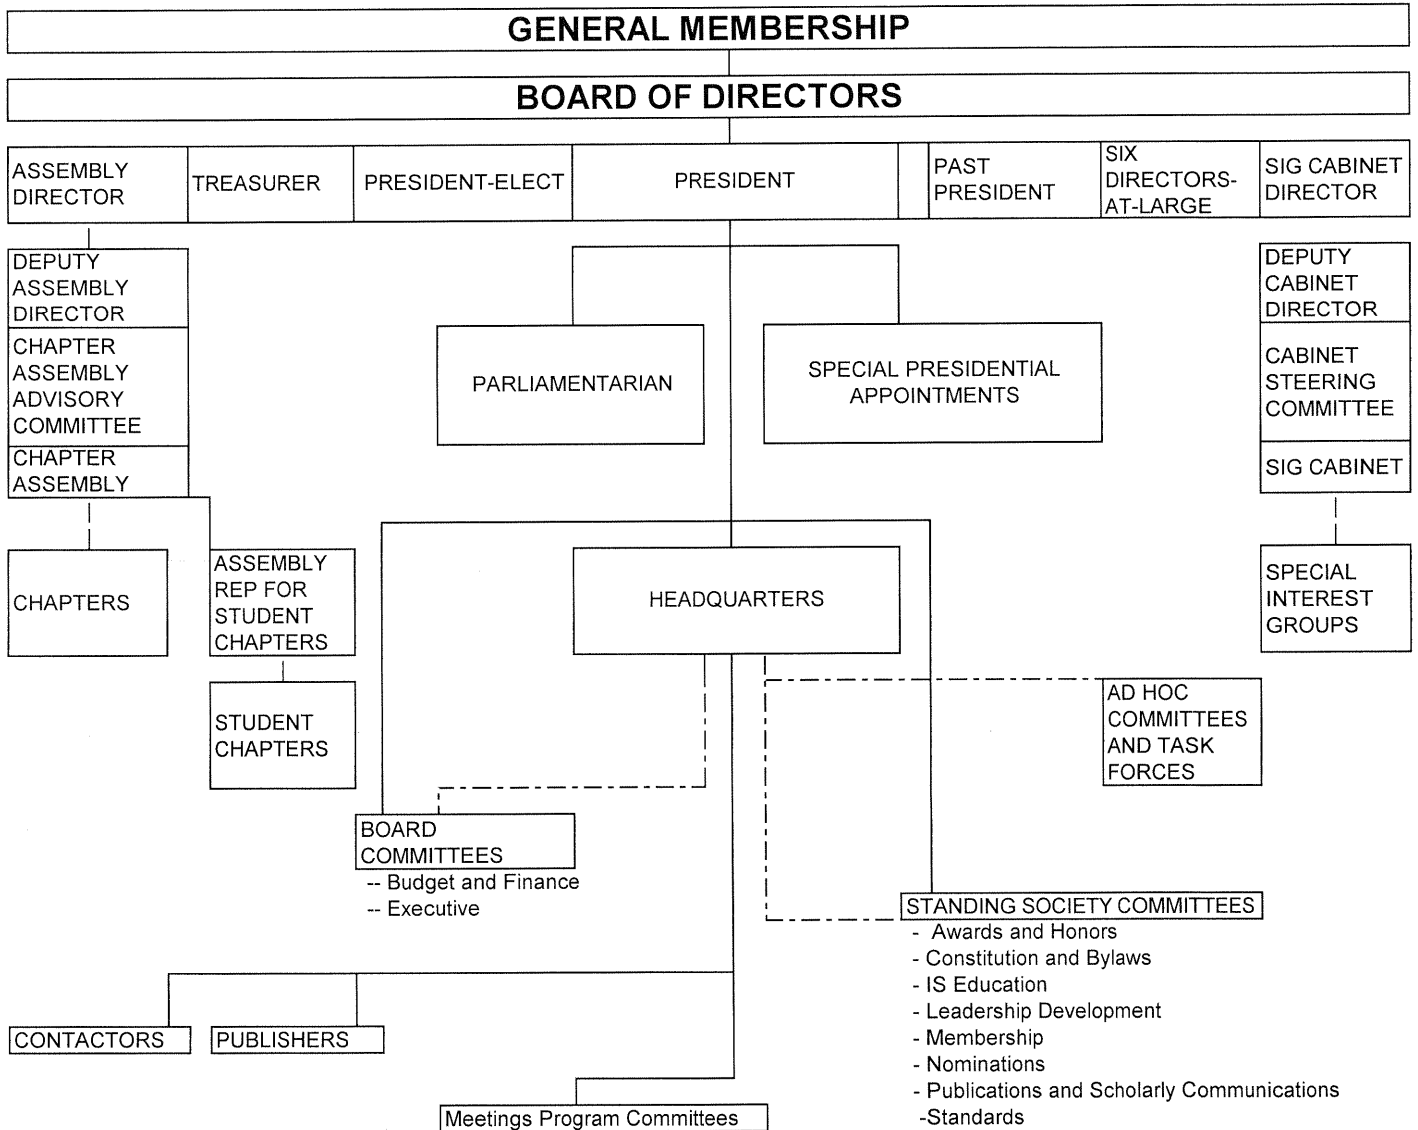 GENERAL MEMBERSHIP
BOARD OF DIRECTORS
ASSEMBLY
DIRECTOR
TREASURER
PRESIDENT-ELECT
PRESIDENT
PAST
PRESIDENT
SIX
DIRECTORS-
AT-LARGE
SIG CABINET
DIRECTOR
DEPUTY
ASSEMBLY
DIRECTOR
CHAPTER
ASSEMBLY
ADVISORY
COMMITTEE
CHAPTER
ASSEMBLY
PARLIAMENTARIAN
SPECIAL PRESIDENTIAL
APPOINTMENTS
DEPUTY
CABINET
DIRECTOR
CABINET
STEERING
COMMITTEE
SIG CABINET
CHAPTERS
ASSEMBLY
REP FOR
STUDENT
CHAPTERS
HEADQUARTERS
SPECIAL
INTEREST
GROUPS
STUDENT
CHAPTERS
AD HOC
COMMITTEES
AND TASK
FORCES
BOARD
COMMITTEES
-- Budget and Finance
-- Executive
STANDING SOCIETY COMMITTEES
- Awards and Honors
- Constitution and Bylaws
- IS Education
- Leadership Development
- Membership
- Nominations
- Publications and Scholarly Communications
-Standards
CONTACTORS
PUBLISHERS
Meetings Program Committees